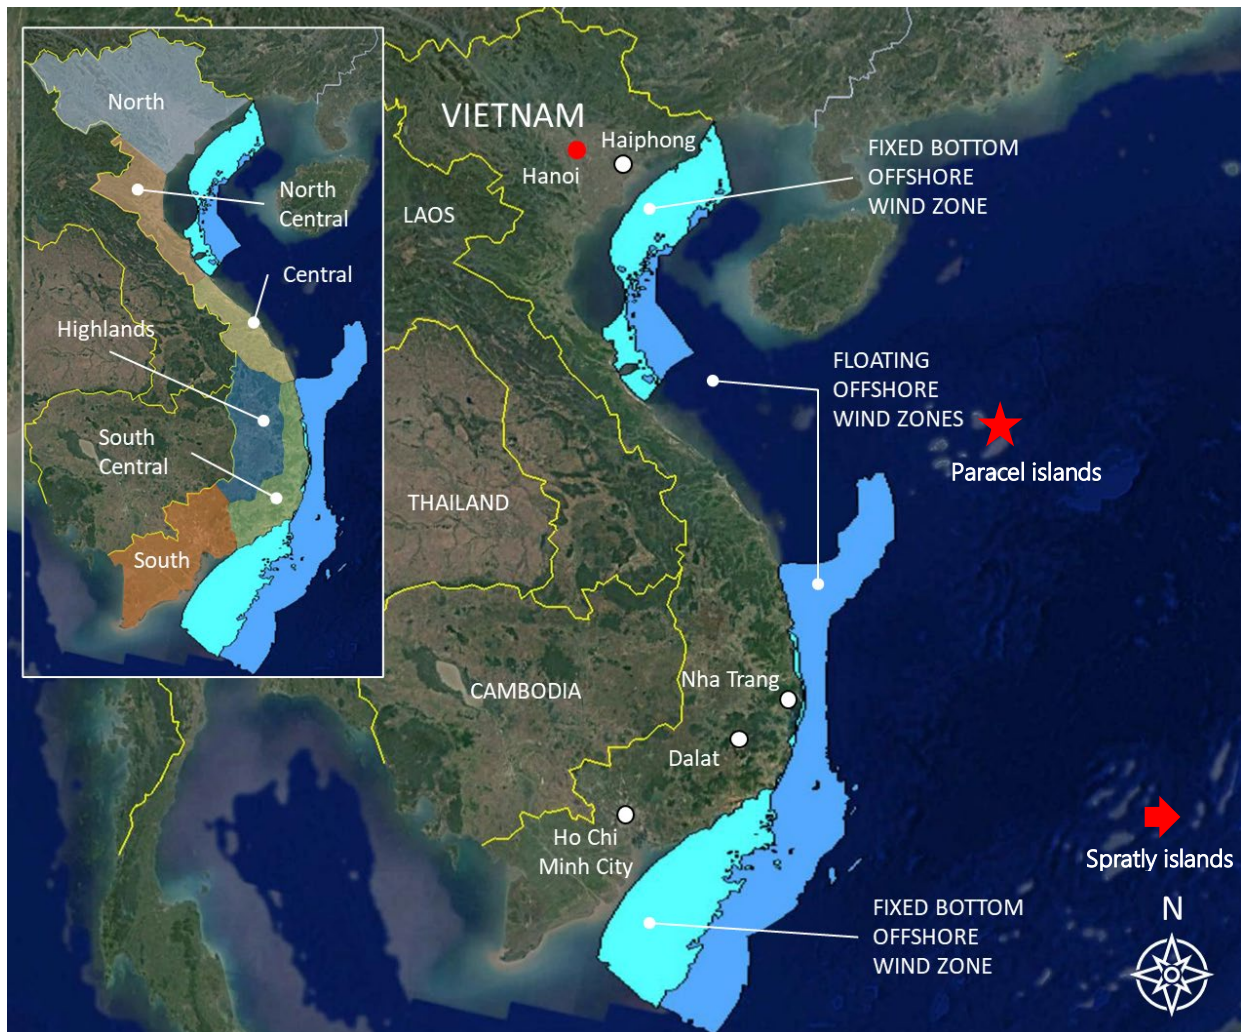 North
North
Central
Central
Highlands
South
Central
South
VIETNAM
Haiphong
Hanoi
LAOS
FIXED BOTTOM
OFFSHORE
WIND ZONE
FLOATING
OFFSHORE
WIND ZONES
Paracel islands
THAILAND
CAMBODIA
Nha Trang
Dalat
Ho Chi
Minh City
Spratly islands
FIXED BOTTOM
OFFSHORE
WIND ZONE
N